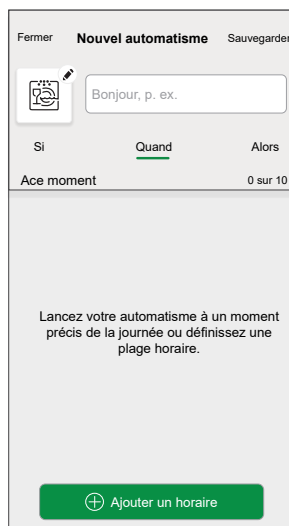 Fermer Nouvel automatisme Sauvegarder
Bonjour, p. ex.
Si Quand Alors
Ace moment 0 sur 10
Lancez votre automatisme à un moment
précis de la journée ou définissez une
plage horaire.
Ajouter un horaire